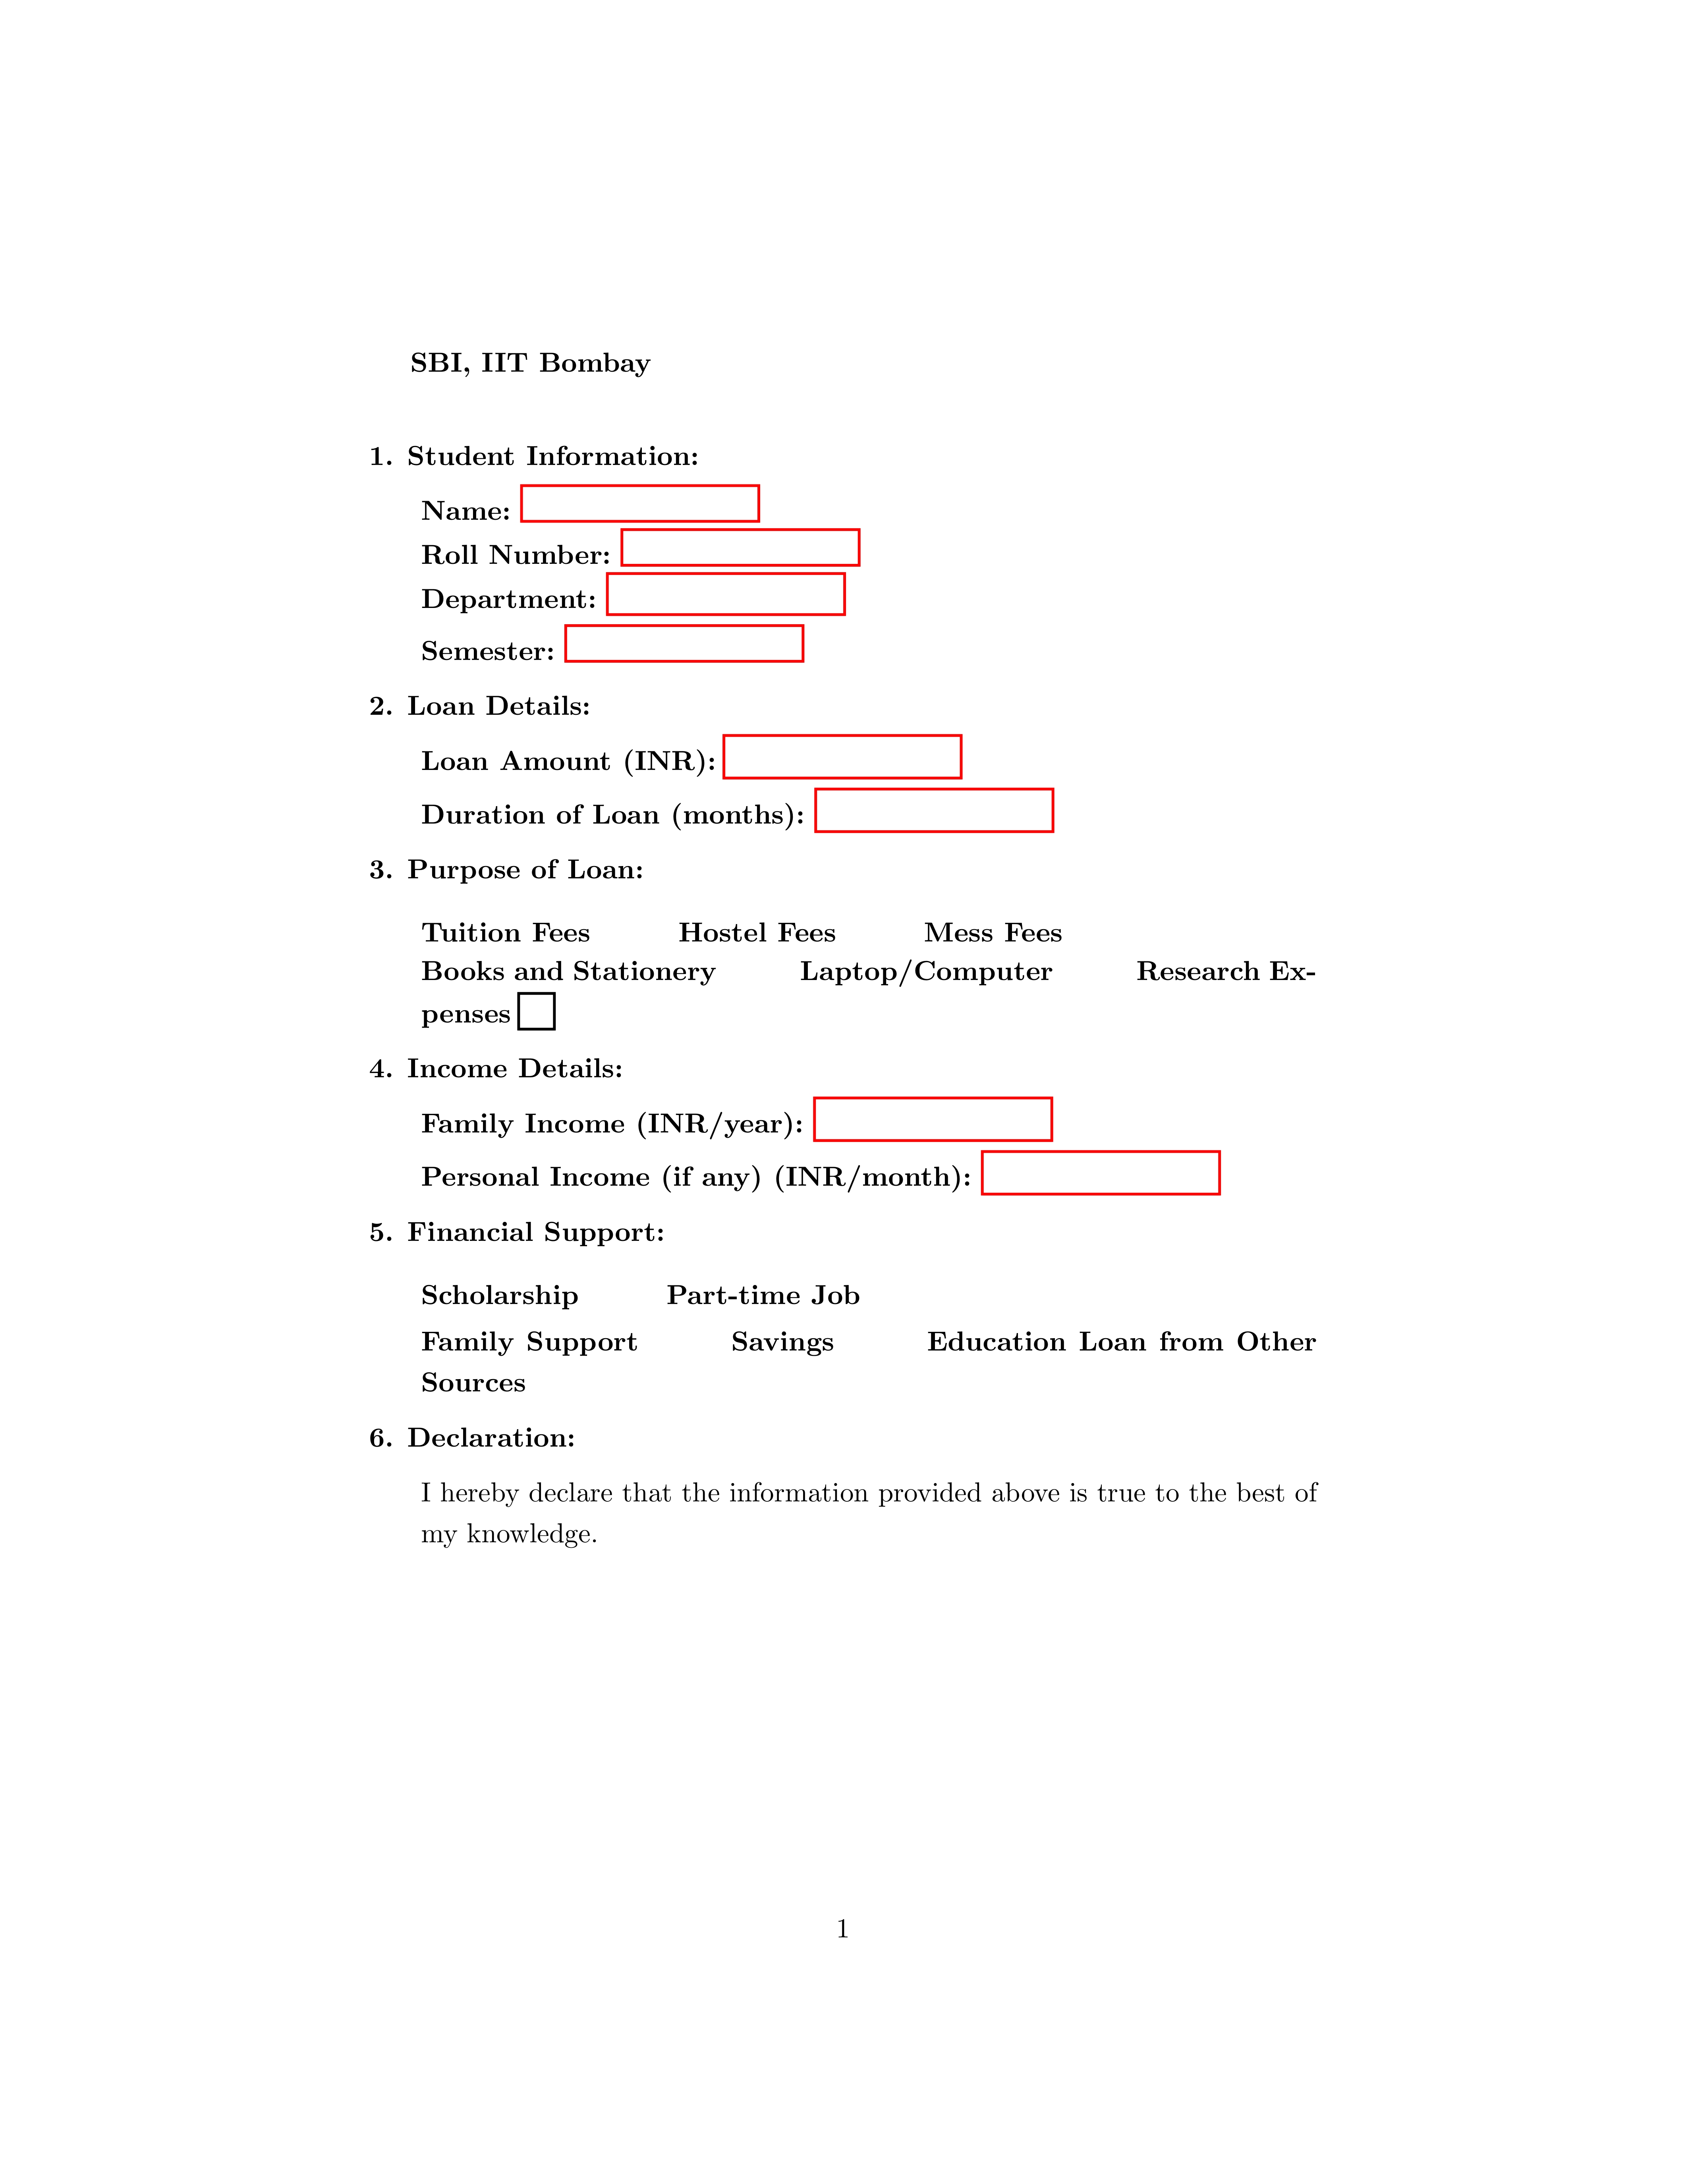 SBI, IIT Bombay
1. Student Information:
Name:
Roll Number:
Department:
Semester:
2. Loan Details:
Loan Amount (INR):
Duration of Loan (months):
3. Purpose of Loan:
Tuition Fees Hostel Fees Mess Fees
Books and Stationery Laptop/Computer Research Ex-
penses
4. Income Details:
Family Income (INR/year):
Personal Income (if any) (INR/month):
5. Financial Support:
Scholarship Part-time Job
Family Support Savings Education Loan from Other
Sources
6. Declaration:
I hereby declare that the information provided above is true to the best of
my knowledge.
1